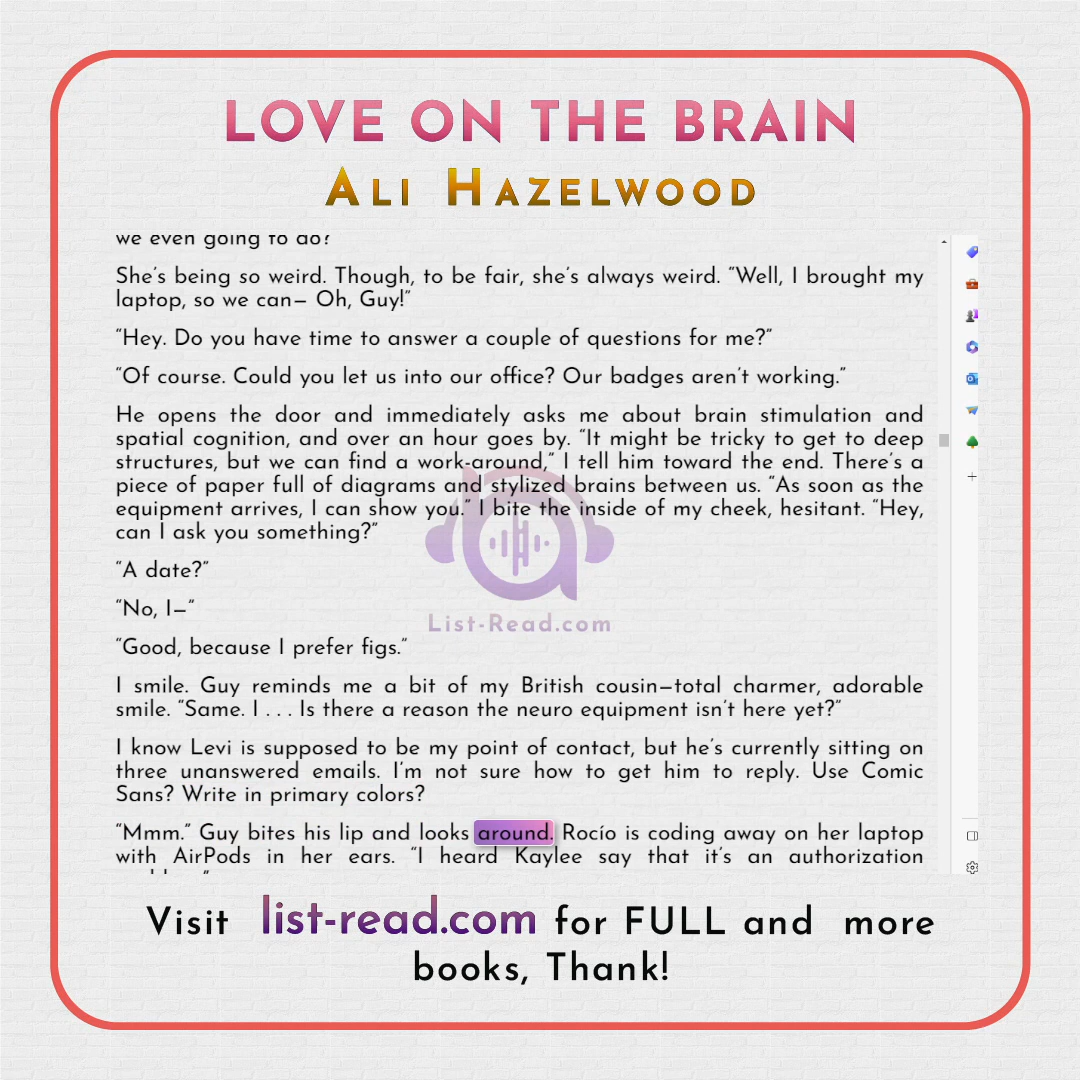 LOVE ON THE BRAIN
ALI HAZELWOOD
we even going to do?
She's being so weird. Though, to be fair, she's always weird. “Well, I brought my
laptop, so we can— Oh, Guy!”
“Hey. Do you have time to answer a couple of questions for me?”
“Of course. Could you let us into our office? Our badges aren't working.”
He opens the door and immediately asks me about brain stimulation and
spatial cognition, and over an hour goes by. “It might be tricky to get to deep
structures, but we can find a work-around,” I tell him toward the end. There's a
piece of paper full of diagrams and stylized brains between us. “As soon as the
equipment arrives, I can show you.” I bite the inside of my cheek, hesitant. “Hey,
can I ask you something?”
“A date?”
“No, I—”
List-Read.com
“Good, because I prefer figs.”
I smile. Guy reminds me a bit of my British cousin—total charmer, adorable
smile. “Same. I . . . Is there a reason the neuro equipment isn't here yet?”
I know Levi is supposed to be my point of contact, but he's currently sitting on
three unanswered emails. I'm not sure how to get him to reply. Use Comic
Sans? Write in primary colors?
“Mmm.” Guy bites his lip and looks around. Rocío is coding away on her laptop
with AirPods in her ears. “I heard Kaylee say that it's an authorization
Visit list-read.com for FULL and more
books, Thank!